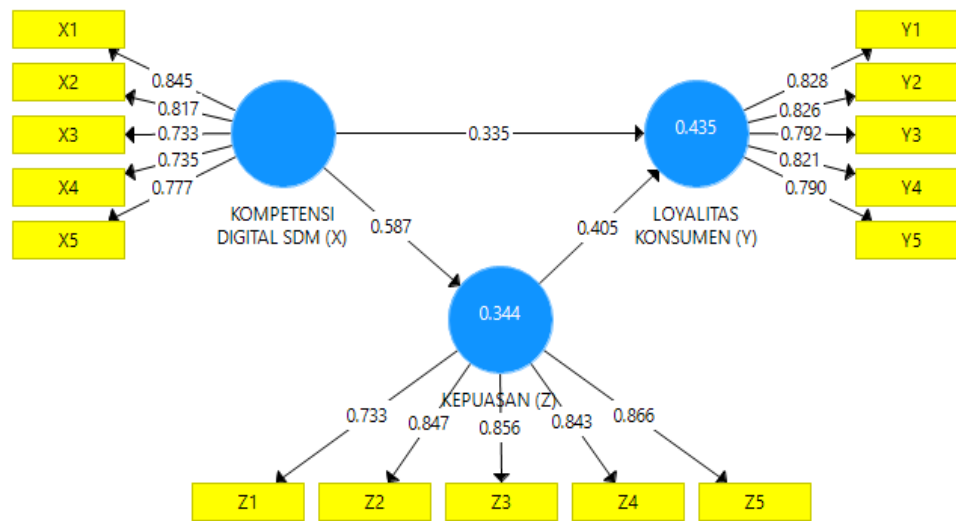 X1
X2
X3
X4
X5
0.845
0.817
0.733
0.735
0.777
KOMPETENSI
DIGITAL SDM (X)
0.335
0.587
0.405
0.435
LOYALITAS
KONSUMEN (Y)
0.828
0.826
0.792
0.821
0.790
Y1
Y2
Y3
Y4
Y5
0.344
KEPUASAN (Z)
0.733
0.847
0.856
0.843
0.866
Z1
Z2
Z3
Z4
Z5